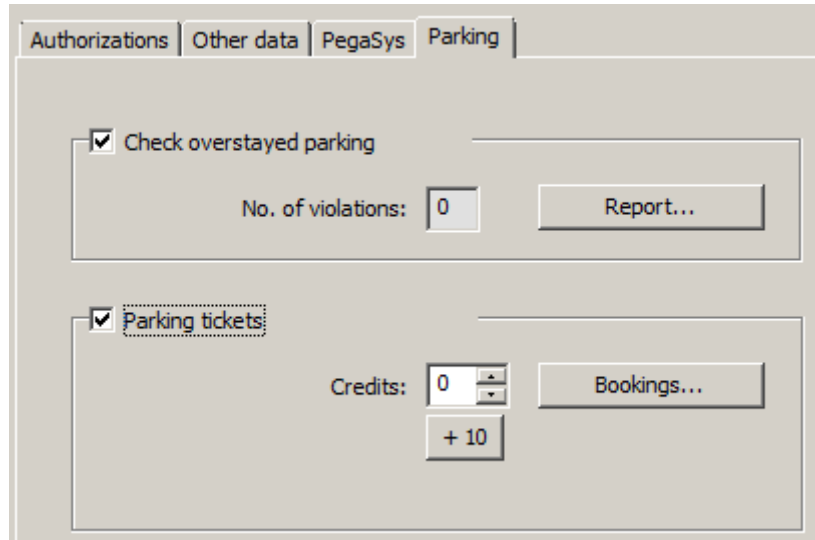 Authorizations Other data PegaSys Parking
Check overstayed parking
No. of violations: 0 Report...
Parking tickets
Credits: 0 Bookings...
+ 10